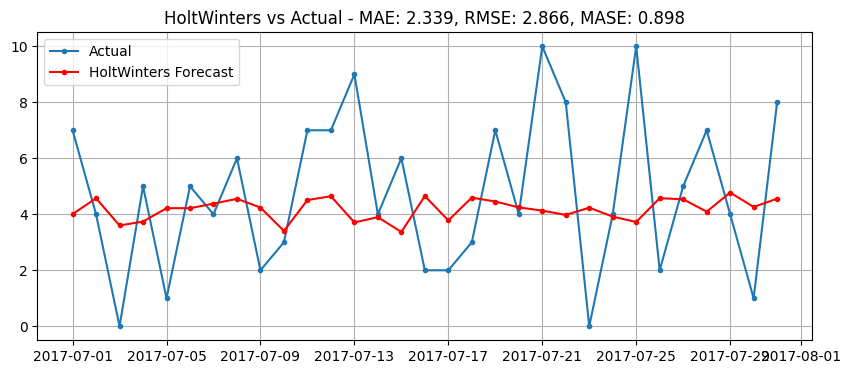 HoltWinters vs Actual - MAE: 2.339, RMSE: 2.866, MASE: 0.898
Actual
HoltWinters Forecast
10
8
6
4
2
0
2017-07-01 2017-07-05 2017-07-09 2017-07-13 2017-07-17 2017-07-21 2017-07-25 2017-07-29 2017-08-01